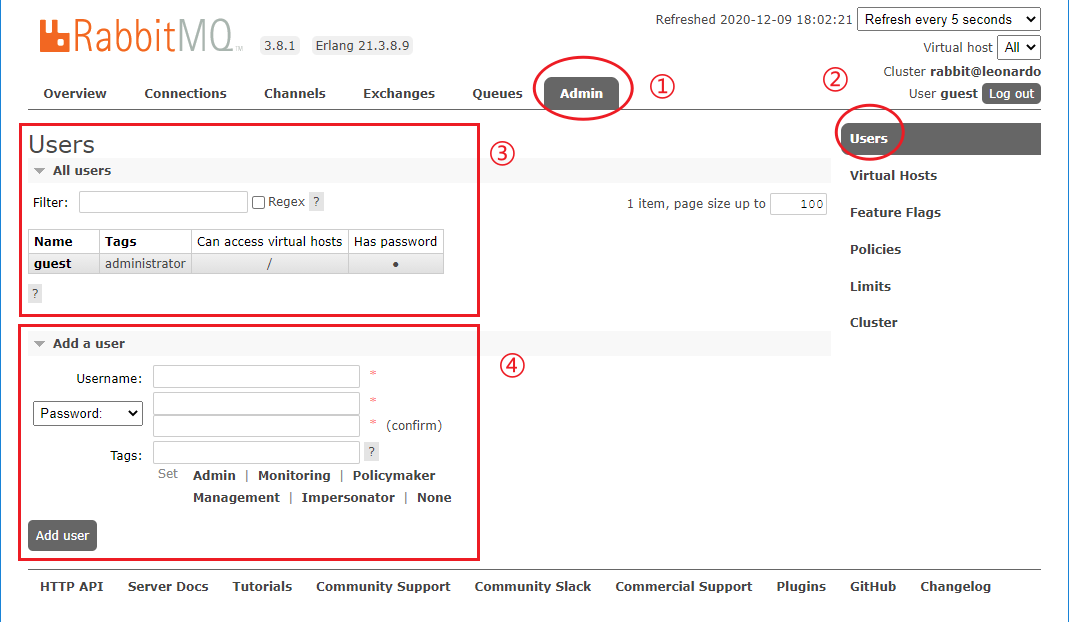 RabbitMQ TM 3.8.1 Erlang 21.3.8.9
Refreshed 2020-12-09 18:02:21 Refresh every 5 seconds
Virtual host All
Cluster rabbit@leonardo
User guest Log out
Overview Connections Channels Exchanges Queues Admin ① ②
Users ③
All users
Filter: Regex ?
1 item, page size up to 100
Name Tags Can access virtual hosts Has password
guest administrator / ●
?
Add a user ④
Username: *
Password: *
* (confirm)
Tags: ?
Set Admin | Monitoring | Policymaker
Management | Impersonator | None
Add user
Users
Virtual Hosts
Feature Flags
Policies
Limits
Cluster
HTTP API Server Docs Tutorials Community Support Community Slack Commercial Support Plugins GitHub Changelog